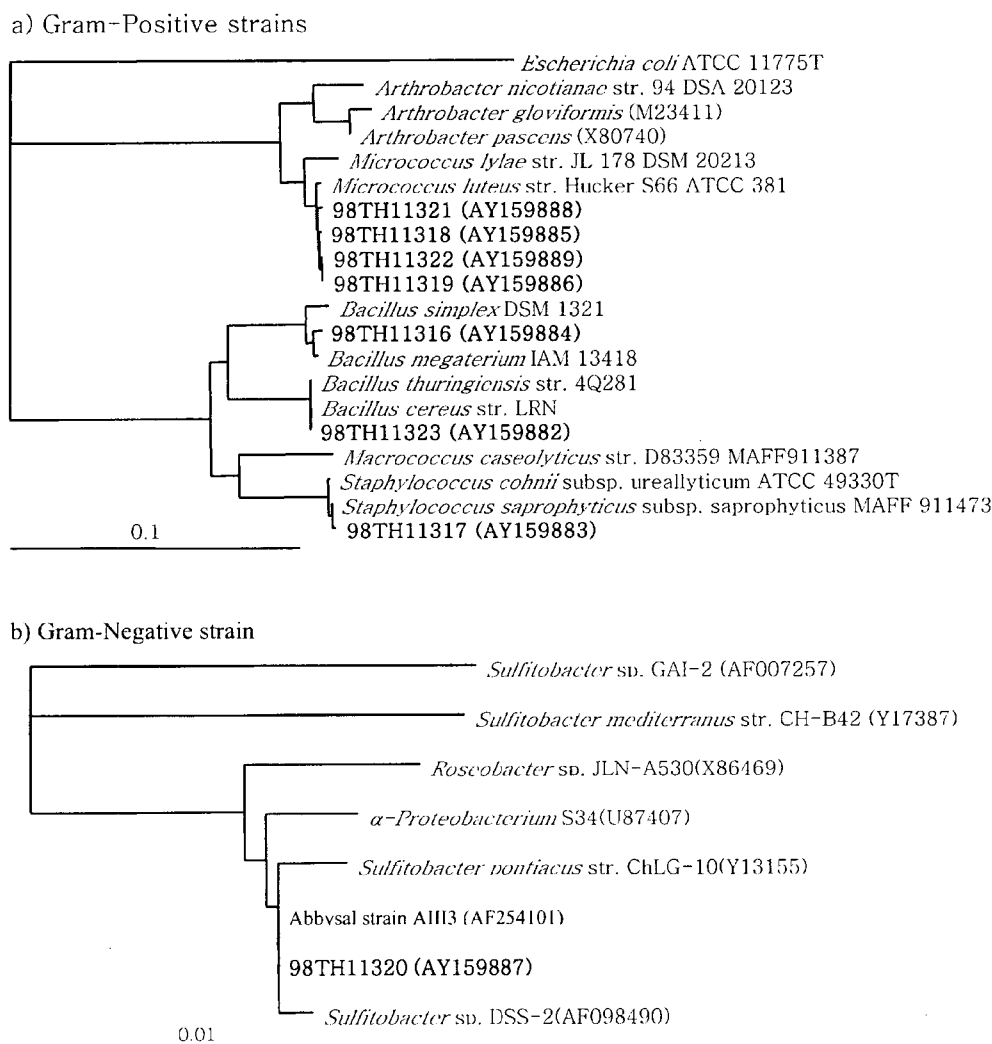 a) Gram-Positive strains
Escherichia coli ATCC 11775T
Arthrobacter nicotianae str. 94 DSA 20123
Arthrobacter gloviformis (M23411)
Arthrobacter pascens (X80740)
Micrococcus lylae str. JL 178 DSM 20213
Micrococcus luteus str. Hucker S66 ATCC 381
98TH11321 (AY159888)
98TH11318 (AY159885)
98TH11322 (AY159889)
98TH11319 (AY159886)
Bacillus simplex DSM 1321
98TH11316 (AY159884)
Bacillus megaterium IAM 13418
Bacillus thuringiensis str. 4Q281
Bacillus cereus str. LRN
98TH11323 (AY159882)
Macrococcus caseolyticus str. D83359 MAFF911387
Staphylococcus cohnii subsp. ureallyticum ATCC 49330T
Staphylococcus saprophyticus subsp. saprophyticus MAFF 911473
98TH11317 (AY159883)
0.1
b) Gram-Negative strain
Sulfitobacter sp. GAI-2 (AF007257)
Sulfitobacter mediterranus str. CH-B42 (Y17387)
Roseobacter sp. JLN-A530(X86469)
α-Proteobacterium S34(U87407)
Sulfitobacter pontiacus str. ChLG-10(Y13155)
Abbysal strain AIII3 (AF254101)
98TH11320 (AY159887)
Sulfitobacter sp. DSS-2(AF098490)
0.01